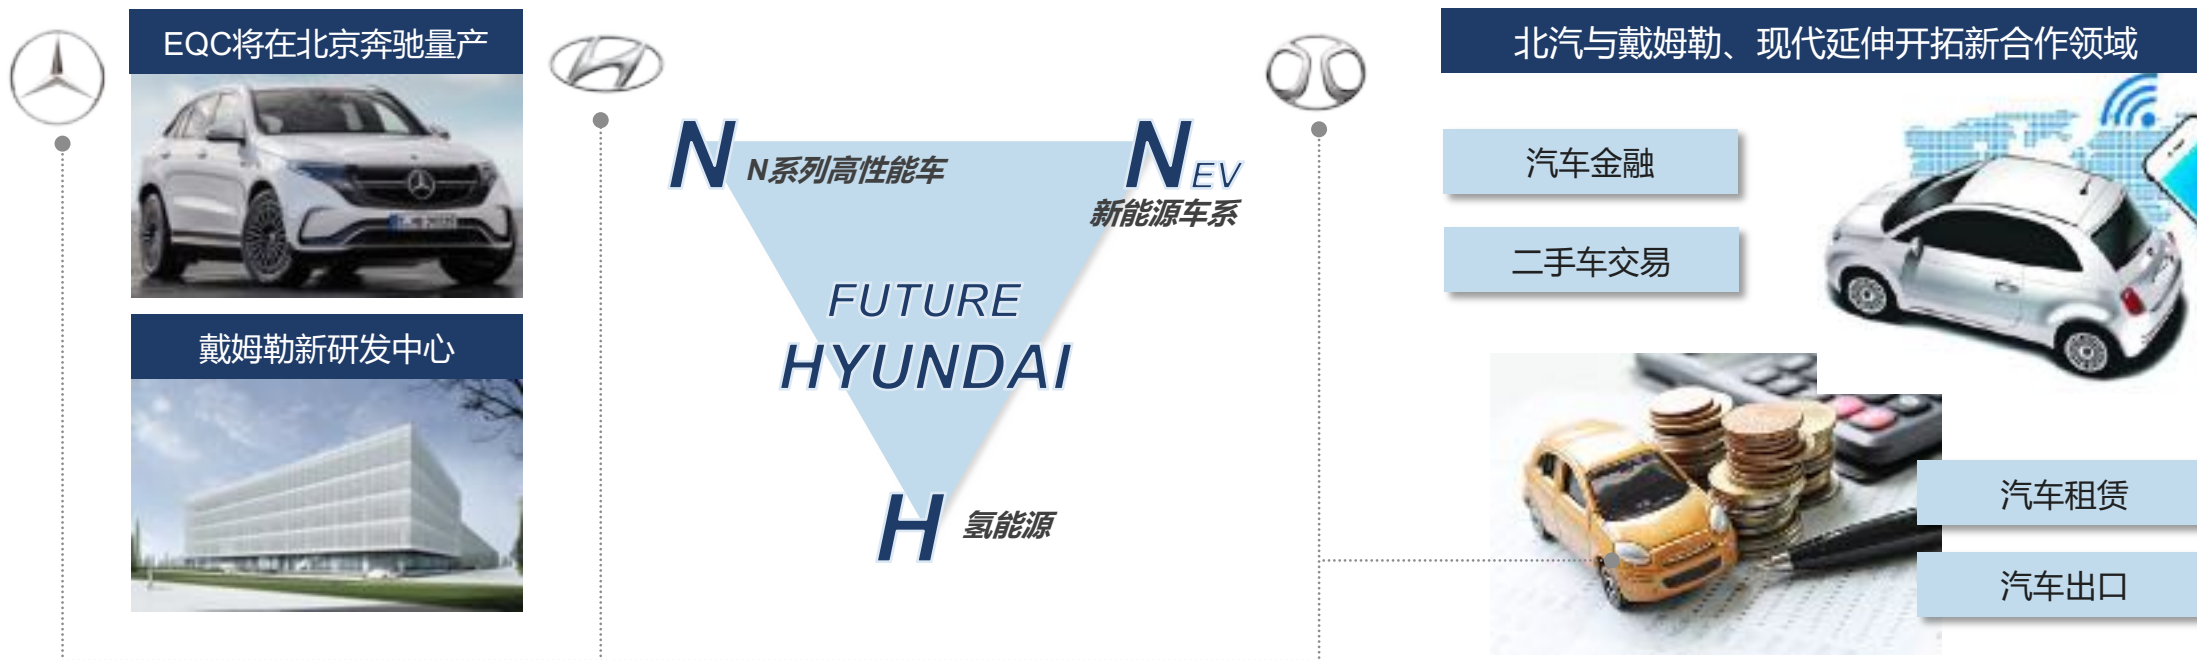 EQC将在北京奔驰量产
戴姆勒新研发中心
N N系列高性能车
NEV
新能源车系
FUTURE
HYUNDAI
H 氢能源
北汽与戴姆勒、现代延伸开拓新合作领域
汽车金融
二手车交易
汽车租赁
汽车出口